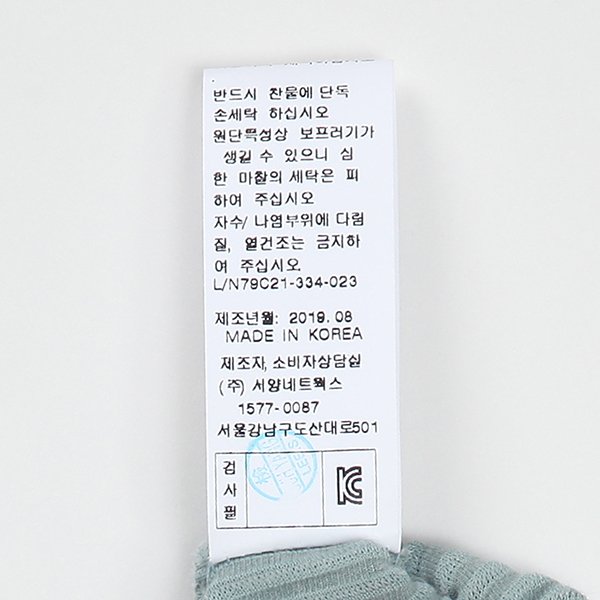 반드시 찬물에 단독
손세탁 하십시오
원단특성상 보프러기가
생길 수 있으니 심
한 마찰의 세탁은 피
하여 주십시오
자수/ 나염부위에 다림
질, 열건조는 금지하
여 주십시오.
L/N79C21-334-023
제조년월: 2019. 08
MADE IN KOREA
제조자, 소비자상담실
(주) 서양네트웍스
1577-0087
서울강남구도산대로501
검사필
KC